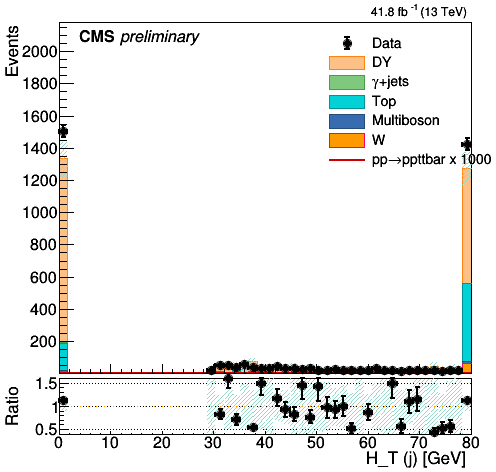 41.8 fb⁻¹ (13 TeV)
CMS preliminary
Events
2000
1800
1600
1400
1200
1000
800
600
400
200
Data
DY
γ+jets
Top
Multiboson
W
pp→ppttbar x 1000
Ratio
1.5
1
0.5
0 10 20 30 40 50 60 70 80
H_T (j) [GeV]